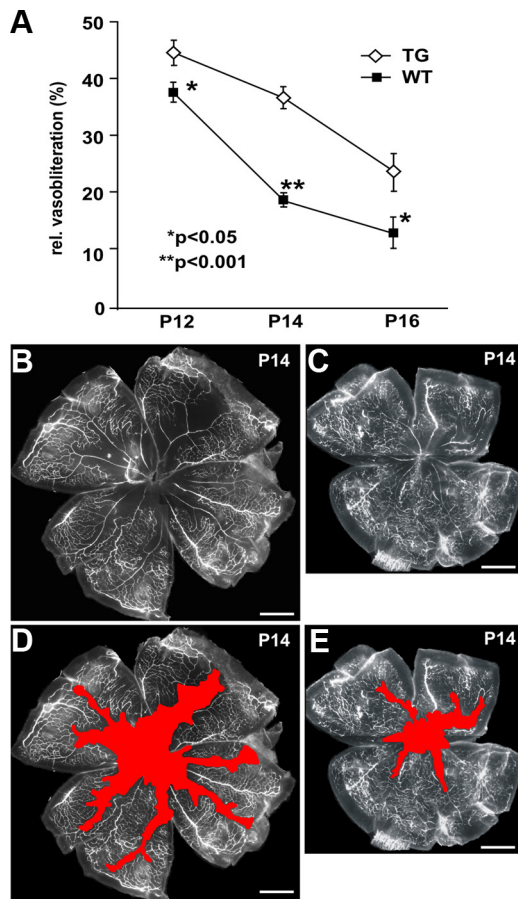 A
50
40
30
20
10
0
rel. vasobliteration (%)
TG
WT
*
**
*
*p<0.05
**p<0.001
P12 P14 P16
B P14
C P14
D P14
E P14